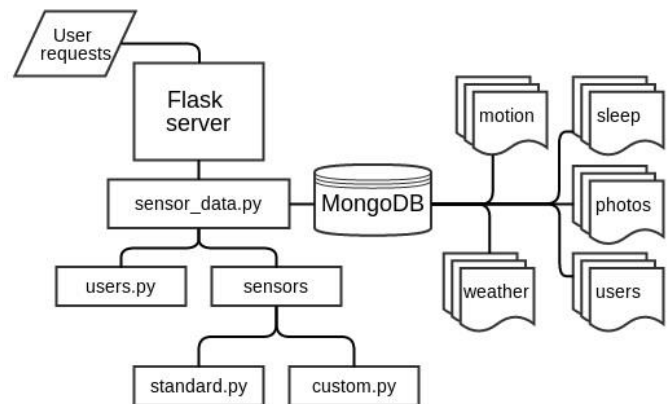 User
requests
Flask
server
sensor_data.py
MongoDB
motion
sleep
photos
weather
users
users.py
sensors
standard.py
custom.py